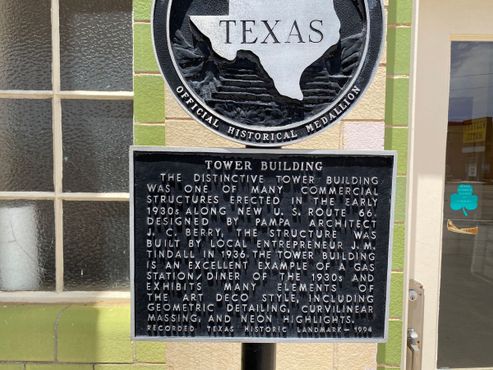 TEXAS
OFFICIAL HISTORICAL MEDALLION
TOWER BUILDING
THE DISTINCTIVE TOWER BUILDING
WAS ONE OF MANY COMMERCIAL
STRUCTURES ERECTED IN THE EARLY
1930s ALONG NEW U. S. ROUTE 66.
DESIGNED BY PAMPA ARCHITECT
J. C. BERRY, THE STRUCTURE WAS
BUILT BY LOCAL ENTREPRENEUR J. M.
TINDALL IN 1936. THE TOWER BUILDING
IS AN EXCELLENT EXAMPLE OF A GAS
STATION/DINER OF THE 1930s AND
EXHIBITS MANY ELEMENTS OF
THE ART DECO STYLE, INCLUDING
GEOMETRIC DETAILING, CURVILINEAR
MASSING, AND NEON HIGHLIGHTS.
RECORDED TEXAS HISTORIC LANDMARK – 1994